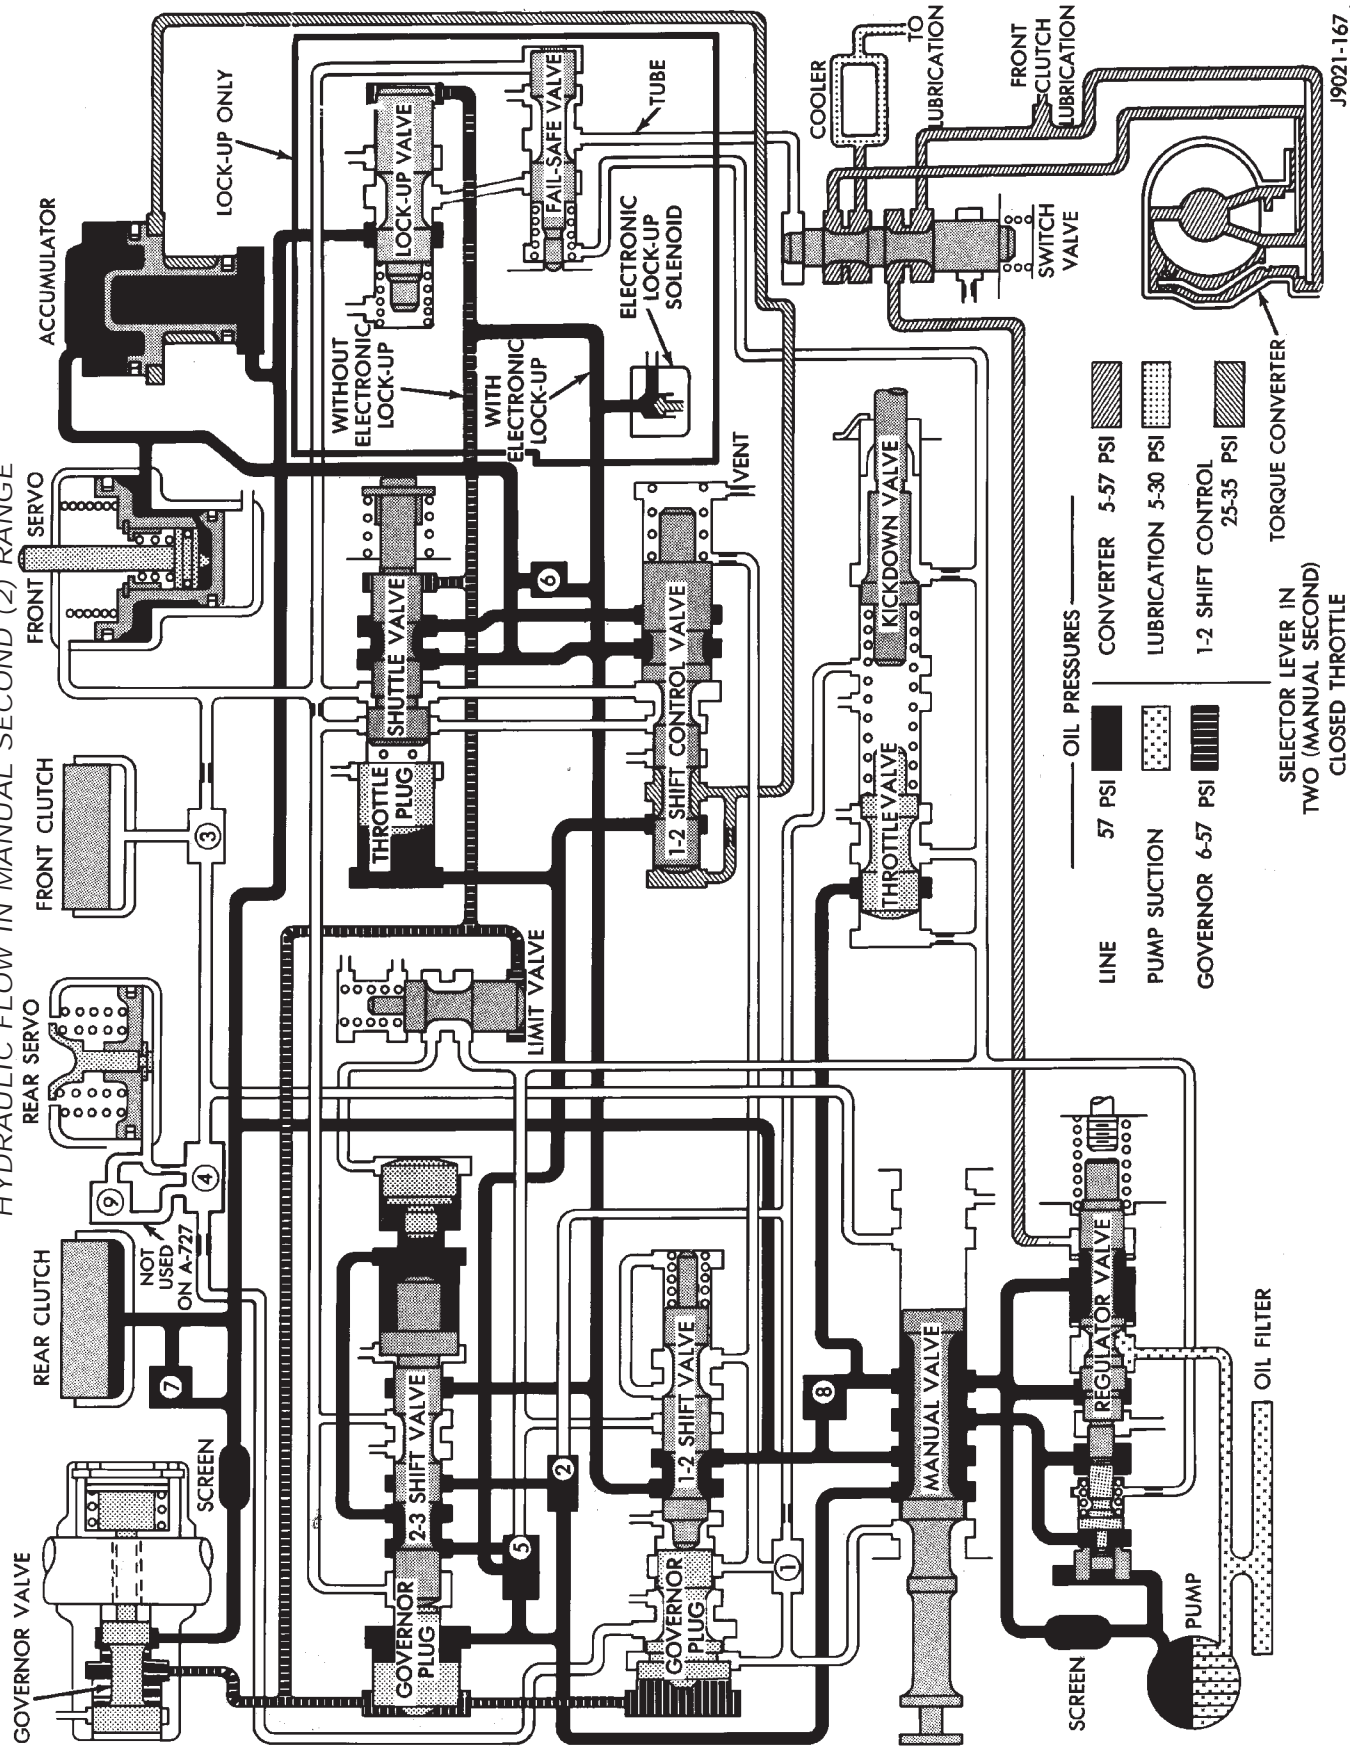 HYDRAULIC FLOW IN MANUAL SECOND (2) RANGE
GOVERNOR VALVE
SCREEN
REAR CLUTCH
7
NOT
USED
ON A-727
9
4
REAR SERVO
FRONT CLUTCH
3
FRONT SERVO
ACCUMULATOR
LOCK-UP ONLY
GOVERNOR
PLUG
2-3 SHIFT VALVE
5
2
LIMIT VALVE
THROTTLE
PLUG
SHUTTLE VALVE
6
WITHOUT
ELECTRONIC
LOCK-UP
WITH
ELECTRONIC
LOCK-UP
LOCK-UP VALVE
FAIL-SAFE VALVE
TUBE
ELECTRONIC
LOCK-UP
SOLENOID
GOVERNOR
PLUG
1-2 SHIFT VALVE
1
8
1-2 SHIFT CONTROL VALVE
VENT
THROTTLE VALVE
KICKDOWN VALVE
SWITCH
VALVE
COOLER
TO
LUBRICATION
FRONT
CLUTCH
LUBRICATION
MANUAL VALVE
REGULATOR VALVE
SCREEN
PUMP
OIL FILTER
OIL PRESSURES
LINE 57 PSI
CONVERTER 5-57 PSI
PUMP SUCTION
LUBRICATION 5-30 PSI
GOVERNOR 6-57 PSI
1-2 SHIFT CONTROL
25-35 PSI
TORQUE CONVERTER
SELECTOR LEVER IN
TWO (MANUAL SECOND)
CLOSED THROTTLE
J9021-167